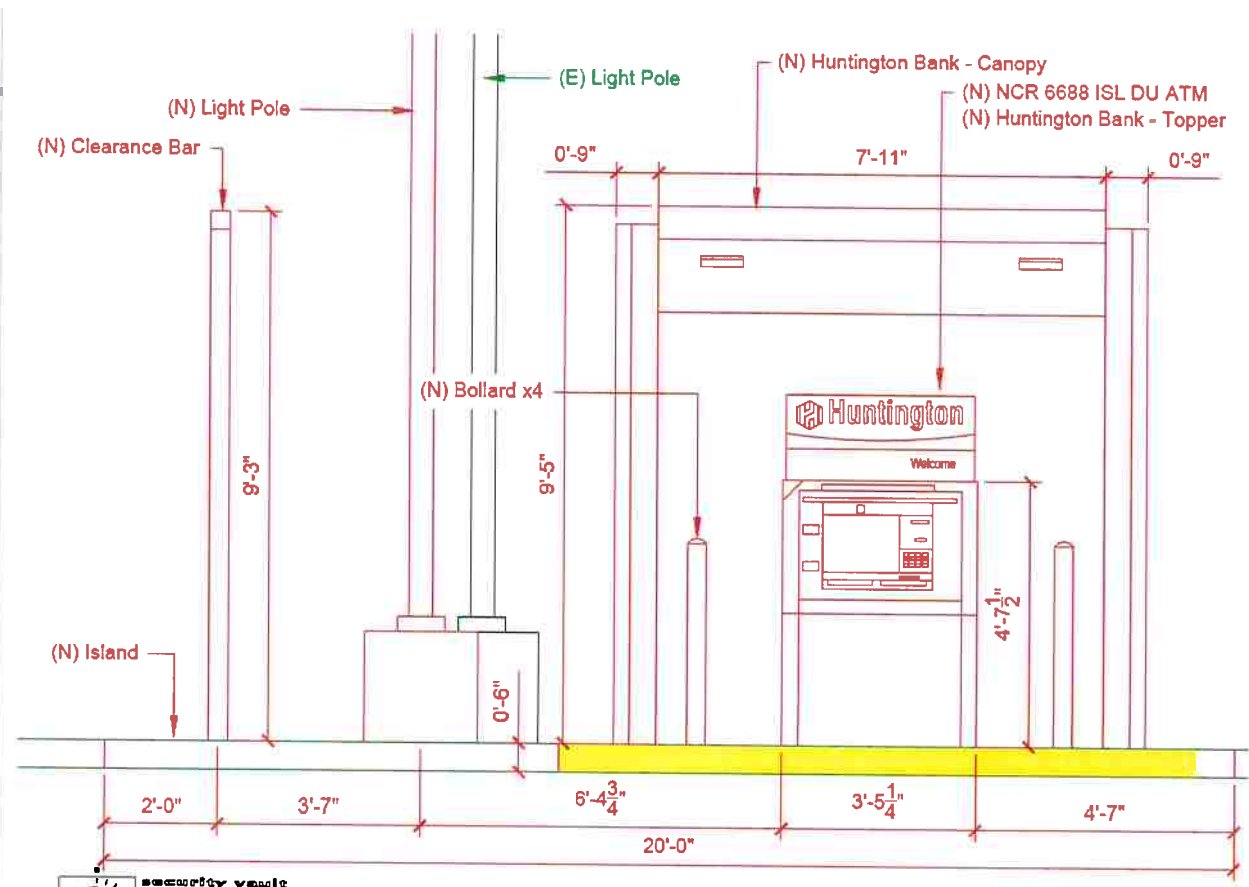 (N) Huntington Bank - Canopy
(E) Light Pole
(N) NCR 6688 ISL DU ATM
(N) Huntington Bank - Topper
(N) Light Pole
(N) Clearance Bar
0'-9"
7'-11"
0'-9"
(N) Bollard x4
Huntington
Welcome
9'-3"
9'-5"
4'-7 1/2"
(N) Island
0'-6"
2'-0"
3'-7"
6'-4 3/4"
3'-5 1/4"
4'-7"
20'-0"
security vault